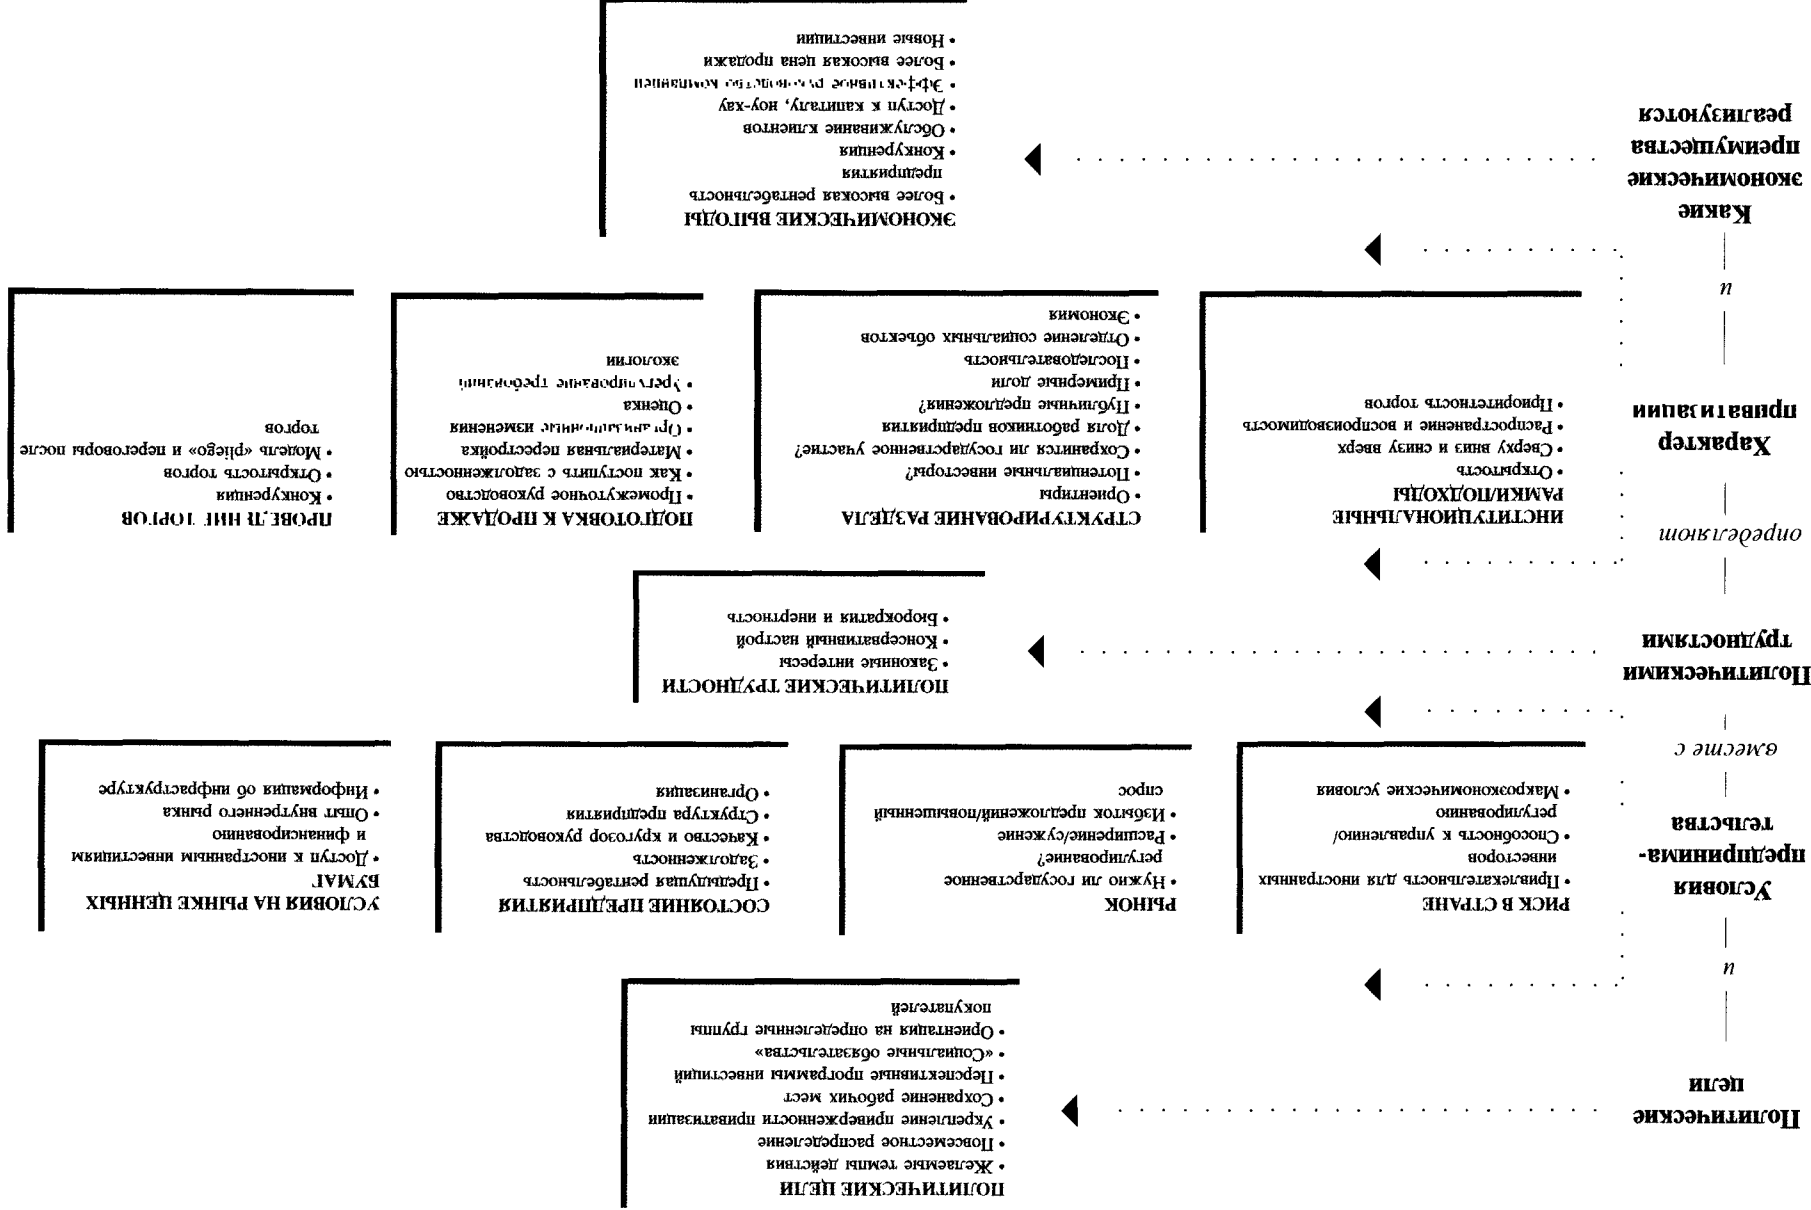 Политические
цели
ПОЛИТИЧЕСКИЕ ЦЕЛИ
• Желаемые темпы действия
• Повсеместное распределение
• Укрепление приверженности приватизации
• Сохранение рабочих мест
• Перспективные программы инвестиций
• «Социальные обязательства»
• Ориентация на определенные группы
покупателей
и
Условия
предпринима-
тельства
РИСК В СТРАНЕ
• Привлекательность для иностранных
инвесторов
• Способность к управлению/
регулированию
• Макроэкономические условия
РЫНОК
• Нужно ли государственное
регулирование?
• Расширение/сужение
• Избыток предложений/повышенный
спрос
СОСТОЯНИЕ ПРЕДПРИЯТИЯ
• Предыдущая рентабельность
• Задолженность
• Качество и кругозор руководства
• Структура предприятия
• Организация
УСЛОВИЯ НА РЫНКЕ ЦЕННЫХ
БУМАГ
• Доступ к иностранным инвестициям
и финансированию
• Опыт внутреннего рынка
• Информация об инфраструктуре
вместе с
Политическими
трудностями
ПОЛИТИЧЕСКИЕ ТРУДНОСТИ
• Законные интересы
• Консервативный настрой
• Бюрократия и инертность
определяют
Характер
приватизации
ИНСТИТУЦИОНАЛЬНЫЕ
РАМКИ/ПОДХОДЫ
• Открытость
• Сверху вниз и снизу вверх
• Распространение и воспроизводимость
• Приоритетность торгов
СТРУКТУРИРОВАНИЕ РАЗДЕЛА
• Ориентиры
• Потенциальные инвесторы?
• Сохранится ли государственное участие?
• Доля работников предприятия
• Публичные предложения?
• Примерные доли
• Последовательность
• Отделение социальных объектов
• Экономия
ПОДГОТОВКА К ПРОДАЖЕ
• Промежуточное руководство
• Как поступить с задолженностью
• Материальная перестройка
• Организационные изменения
• Оценка
• Урегулирование требований
экологии
ПРОВЕДЕНИЕ ТОРГОВ
• Конкуренция
• Открытость торгов
• Модель «pliego» и переговоры после
торгов
и
Какие
экономические
преимущества
реализуются
ЭКОНОМИЧЕСКИЕ ВЫГОДЫ
• Более высокая рентабельность
предприятия
• Конкуренция
• Обслуживание клиентов
• Доступ к капиталу, ноу-хау
• Эффективное руководство компанией
• Более высокая цена продажи
• Новые инвестиции